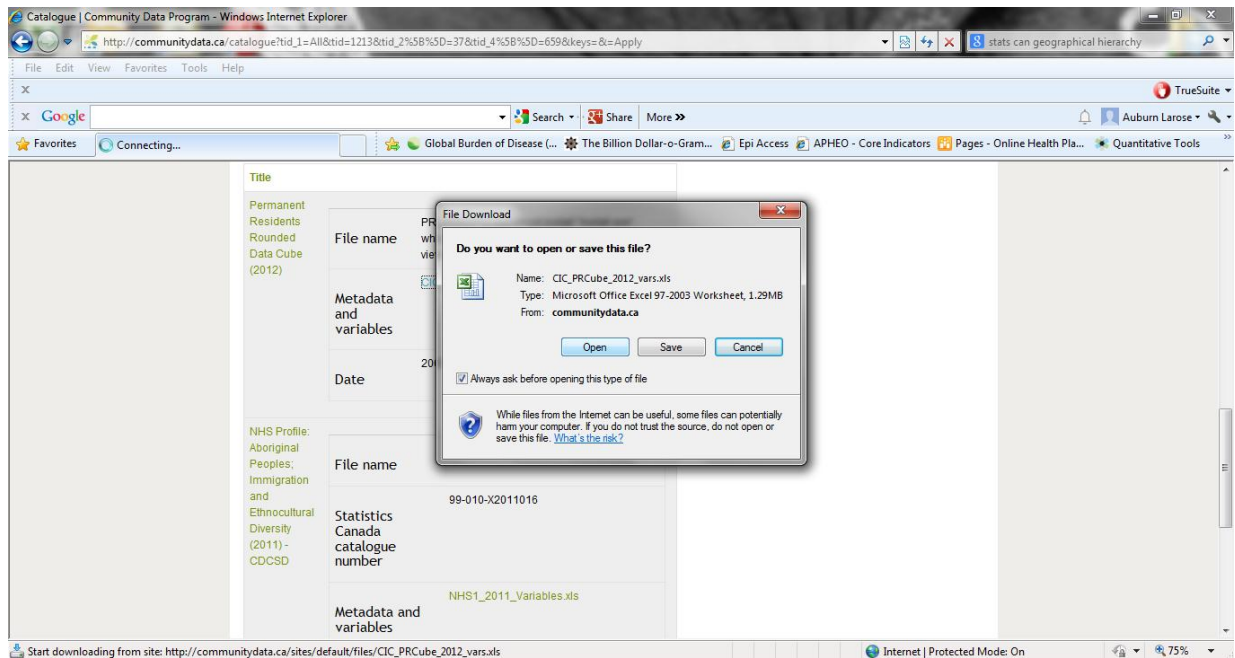 Catalogue | Community Data Program - Windows Internet Explorer
http://communitydata.ca/catalogue?tid_1=All&tid=1213&tid_2%5B%5D=37&tid_4%5B%5D=659&keys=&=Apply
stats can geographical hierarchy
File Edit View Favorites Tools Help
x
TrueSuite
x Google
Search
Share
More »
Auburn Larose
Favorites
Connecting...
Global Burden of Disease (...
The Billion Dollar-o-Gram...
Epi Access
APHEO - Core Indicators
Pages - Online Health Pla...
Quantitative Tools
Title
Permanent
Residents
Rounded
Data Cube
(2012)
File name
PR
wh
vie
Metadata
and
variables
CIC
Date
200
File Download
Do you want to open or save this file?
Name: CIC_PRCube_2012_vars.xls
Type: Microsoft Office Excel 97-2003 Worksheet, 1.29MB
From: communitydata.ca
Open Save Cancel
Always ask before opening this type of file
While files from the Internet can be useful, some files can potentially
harm your computer. If you do not trust the source, do not open or
save this file. What's the risk?
NHS Profile:
Aboriginal
Peoples;
Immigration
and
Ethnocultural
Diversity
(2011) -
CDCSD
File name
Statistics
Canada
catalogue
number
99-010-X2011016
Metadata and
variables
NHS1_2011_Variables.xls
Start downloading from site: http://communitydata.ca/sites/default/files/CIC_PRCube_2012_vars.xls
Internet | Protected Mode: On
75%